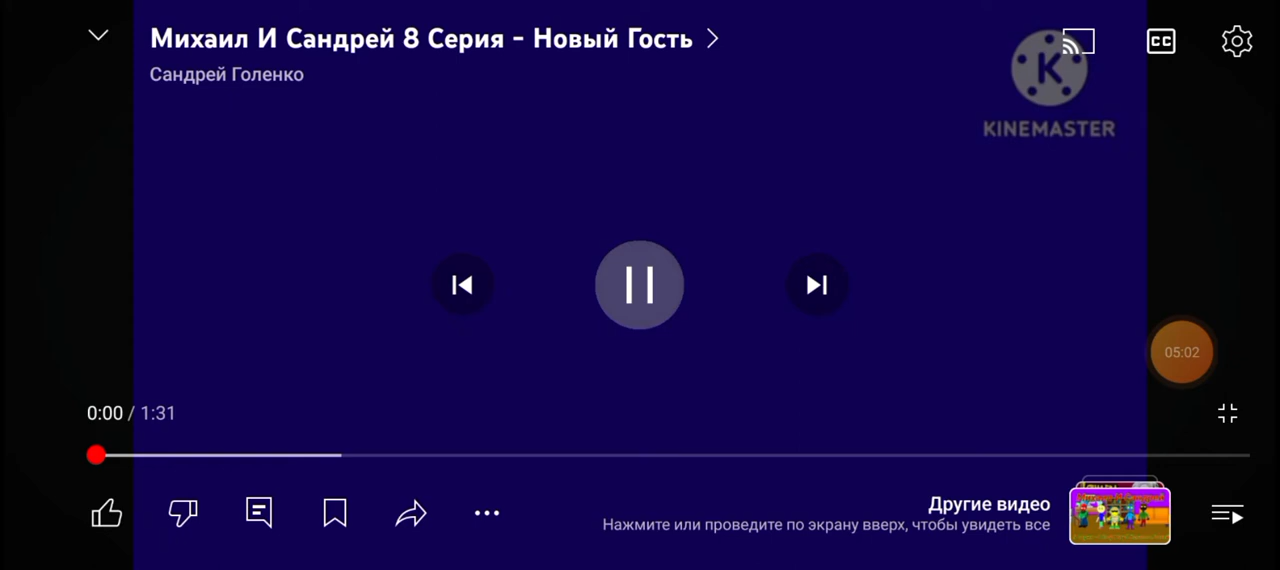 Михаил И Сандрей 8 Серия - Новый Гость
Сандрей Голенко
CC
K
KINEMASTER
05:02
0:00 / 1:31
Другие видео
Нажмите или проведите по экрану вверх, чтобы увидеть все